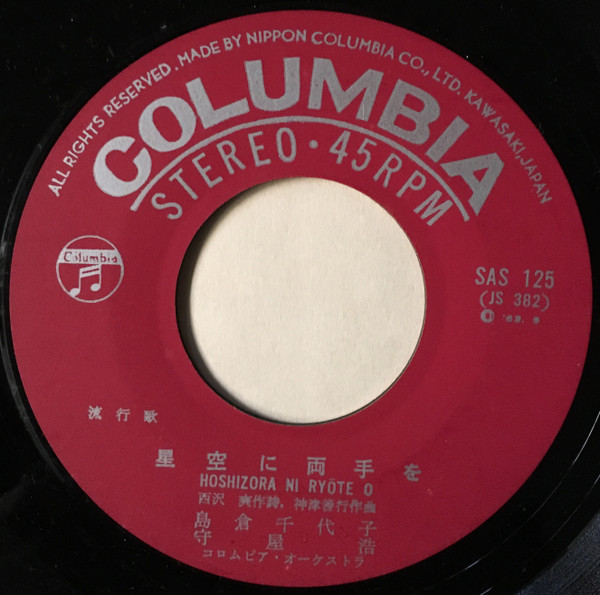 ALL RIGHTS RESERVED. MADE BY NIPPON COLUMBIA CO., LTD. KAWASAKI, JAPAN
COLUMBIA
STEREO・45RPM
Columbia
SAS 125
(JS 382)
流行歌
星空に両手を
HOSHIZORA NI RYŌTE O
西沢 爽作詩, 神津善行作曲
島倉千代子
守屋浩
コロムビア・オーケストラ